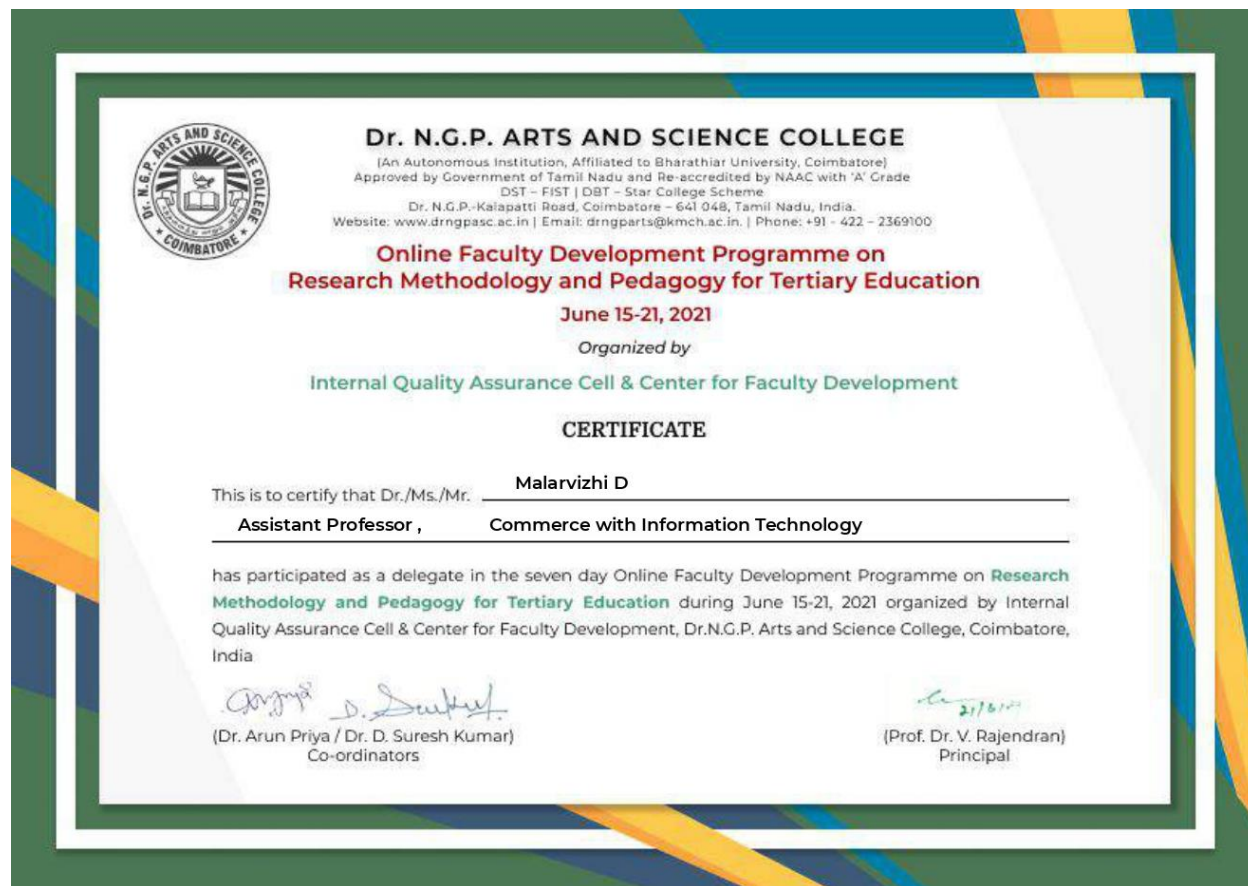 Dr. N.G.P. ARTS AND SCIENCE COLLEGE
COIMBATORE
Dr. N.G.P. ARTS AND SCIENCE COLLEGE
(An Autonomous Institution, Affiliated to Bharathiar University, Coimbatore)
Approved by Government of Tamil Nadu and Re-accredited by NAAC with 'A' Grade
DST – FIST | DBT – Star College Scheme
Dr. N.G.P.-Kalapatti Road, Coimbatore – 641 048, Tamil Nadu, India.
Website: www.drngpasc.ac.in | Email: drngparts@kmch.ac.in. | Phone: +91 - 422 – 2369100
Online Faculty Development Programme on
Research Methodology and Pedagogy for Tertiary Education
June 15-21, 2021
Organized by
Internal Quality Assurance Cell & Center for Faculty Development
CERTIFICATE
This is to certify that Dr./Ms./Mr. Malarvizhi D
Assistant Professor , Commerce with Information Technology
has participated as a delegate in the seven day Online Faculty Development Programme on Research
Methodology and Pedagogy for Tertiary Education during June 15-21, 2021 organized by Internal
Quality Assurance Cell & Center for Faculty Development, Dr.N.G.P. Arts and Science College, Coimbatore,
India
(Dr. Arun Priya / Dr. D. Suresh Kumar)
Co-ordinators
(Prof. Dr. V. Rajendran)
Principal